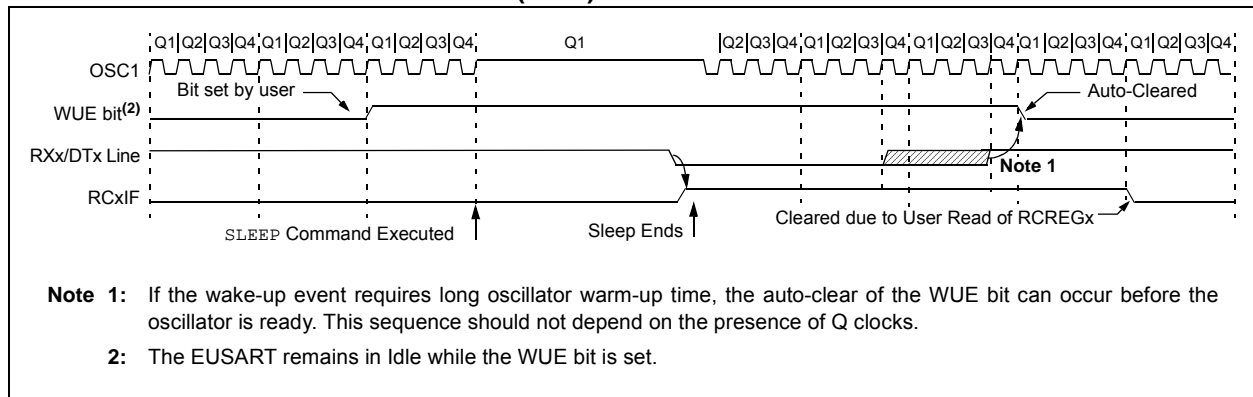 Q1 Q2 Q3 Q4 Q1 Q2 Q3 Q4 Q1 Q2 Q3 Q4 Q1 Q2 Q3 Q4 Q1 Q2 Q3 Q4 Q1 Q2 Q3 Q4 Q1 Q2 Q3 Q4 Q1 Q2 Q3 Q4
OSC1
Bit set by user
Auto-Cleared
WUE bit(2)
RXx/DTx Line
Note 1
RCxIF
Cleared due to User Read of RCREGx
SLEEP Command Executed
Sleep Ends
Note 1: If the wake-up event requires long oscillator warm-up time, the auto-clear of the WUE bit can occur before the
oscillator is ready. This sequence should not depend on the presence of Q clocks.
2: The EUSART remains in Idle while the WUE bit is set.